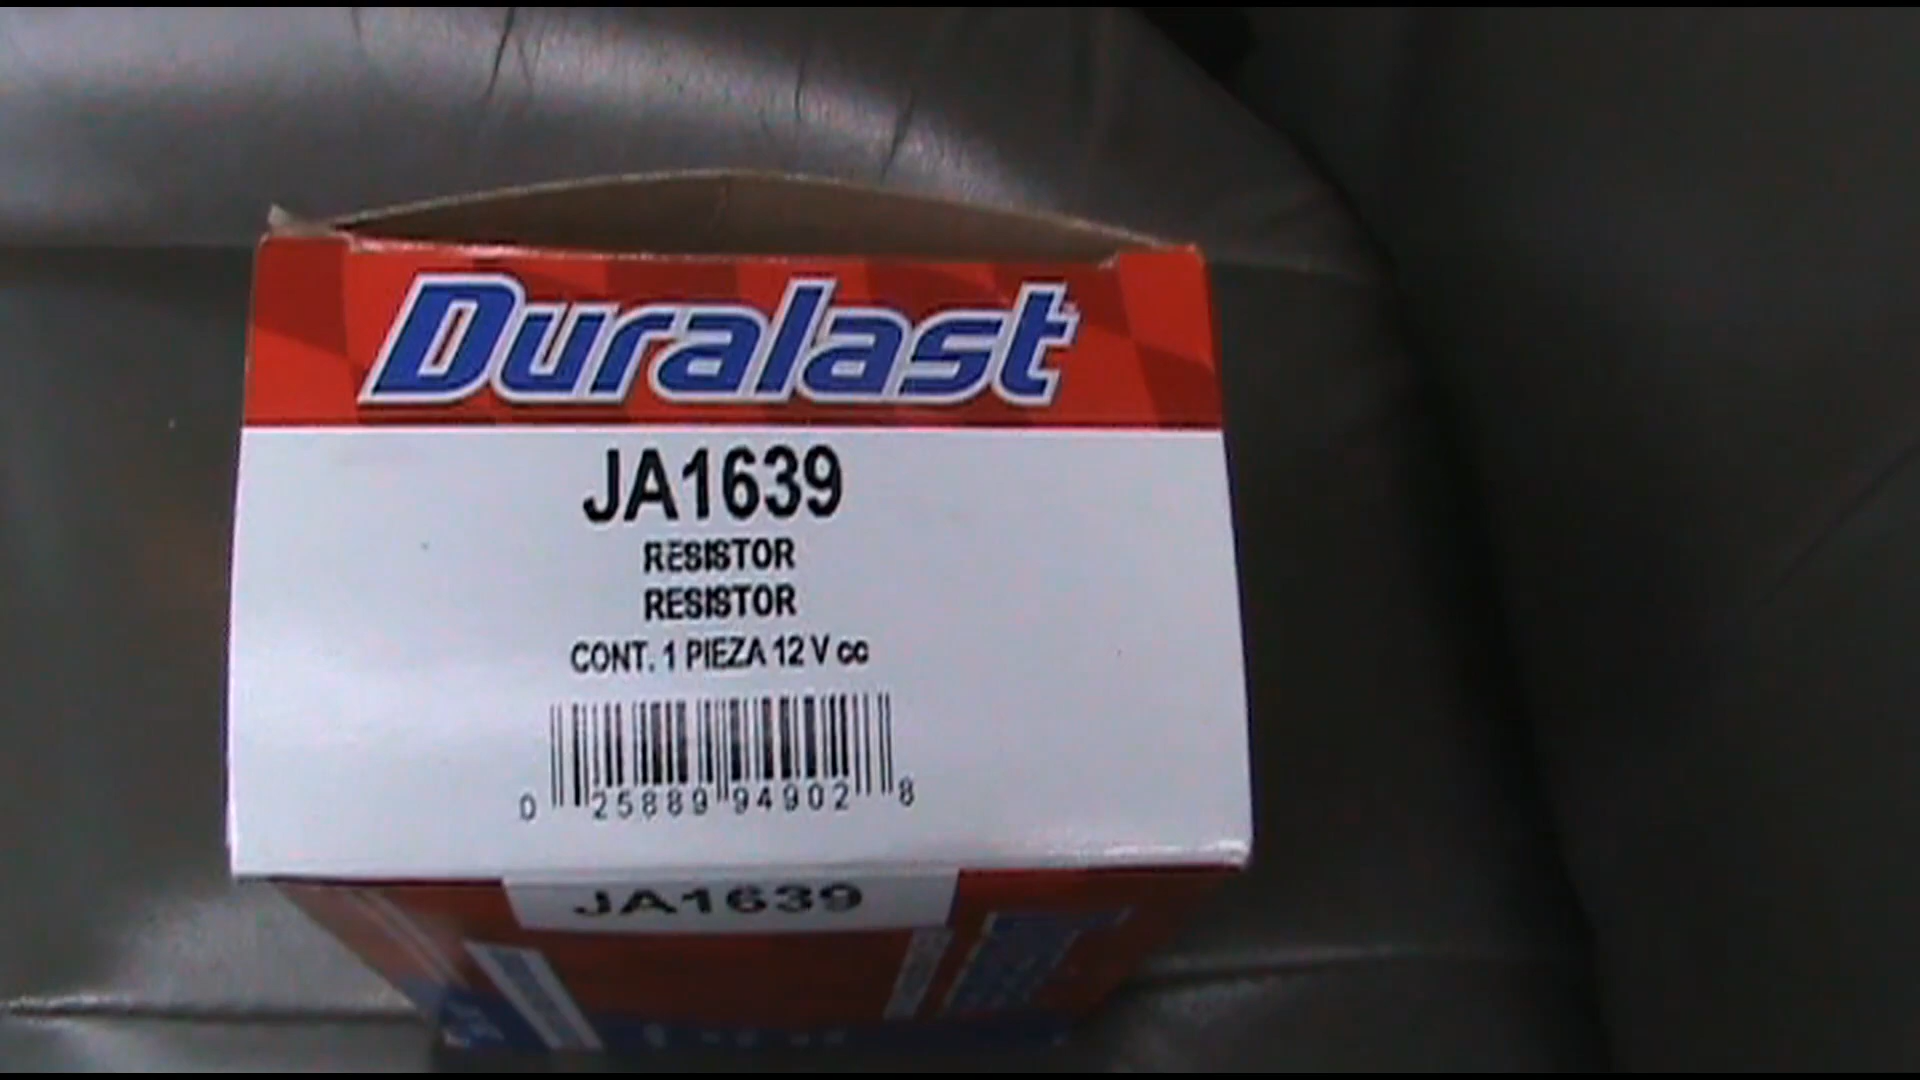 Duralast
JA1639
RESISTOR
RESISTOR
CONT. 1 PIEZA 12 V cc
0 25889 94902 8
JA1639